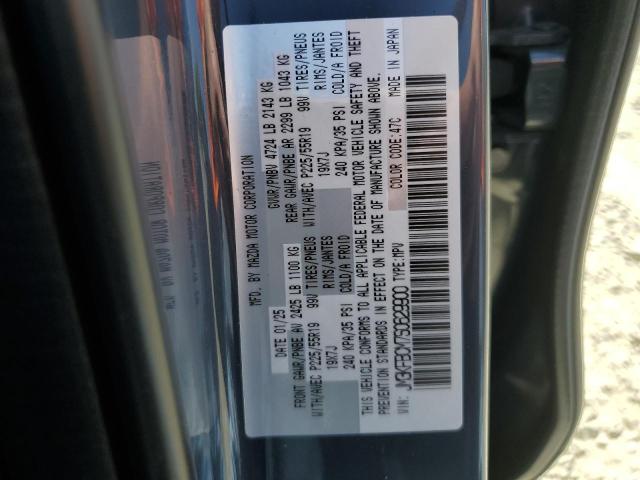 MFD. BY MAZDA MOTOR CORPORATION
DATE 01/25 GVWR/PNBV 4724 LB 2143 KG
FRONT GAWR/PNBE AV 2425 LB 1100 KG REAR GAWR/PNBE AR 2299 LB 1043 KG
WITH/AVEC P225/55R19 99V TIRES/PNEUS WITH/AVEC P225/55R19 99V TIRES/PNEUS
19X7J RIMS/JANTES 19X7J RIMS/JANTES
240 KPA/35 PSI COLD/A FROID 240 KPA/35 PSI COLD/A FROID
THIS VEHICLE CONFORMS TO ALL APPLICABLE FEDERAL MOTOR VEHICLE SAFETY AND THEFT
PREVENTION STANDARDS IN EFFECT ON THE DATE OF MANUFACTURE SHOWN ABOVE.
VIN: TYPE:MPV COLOR CODE:47C MADE IN JAPAN